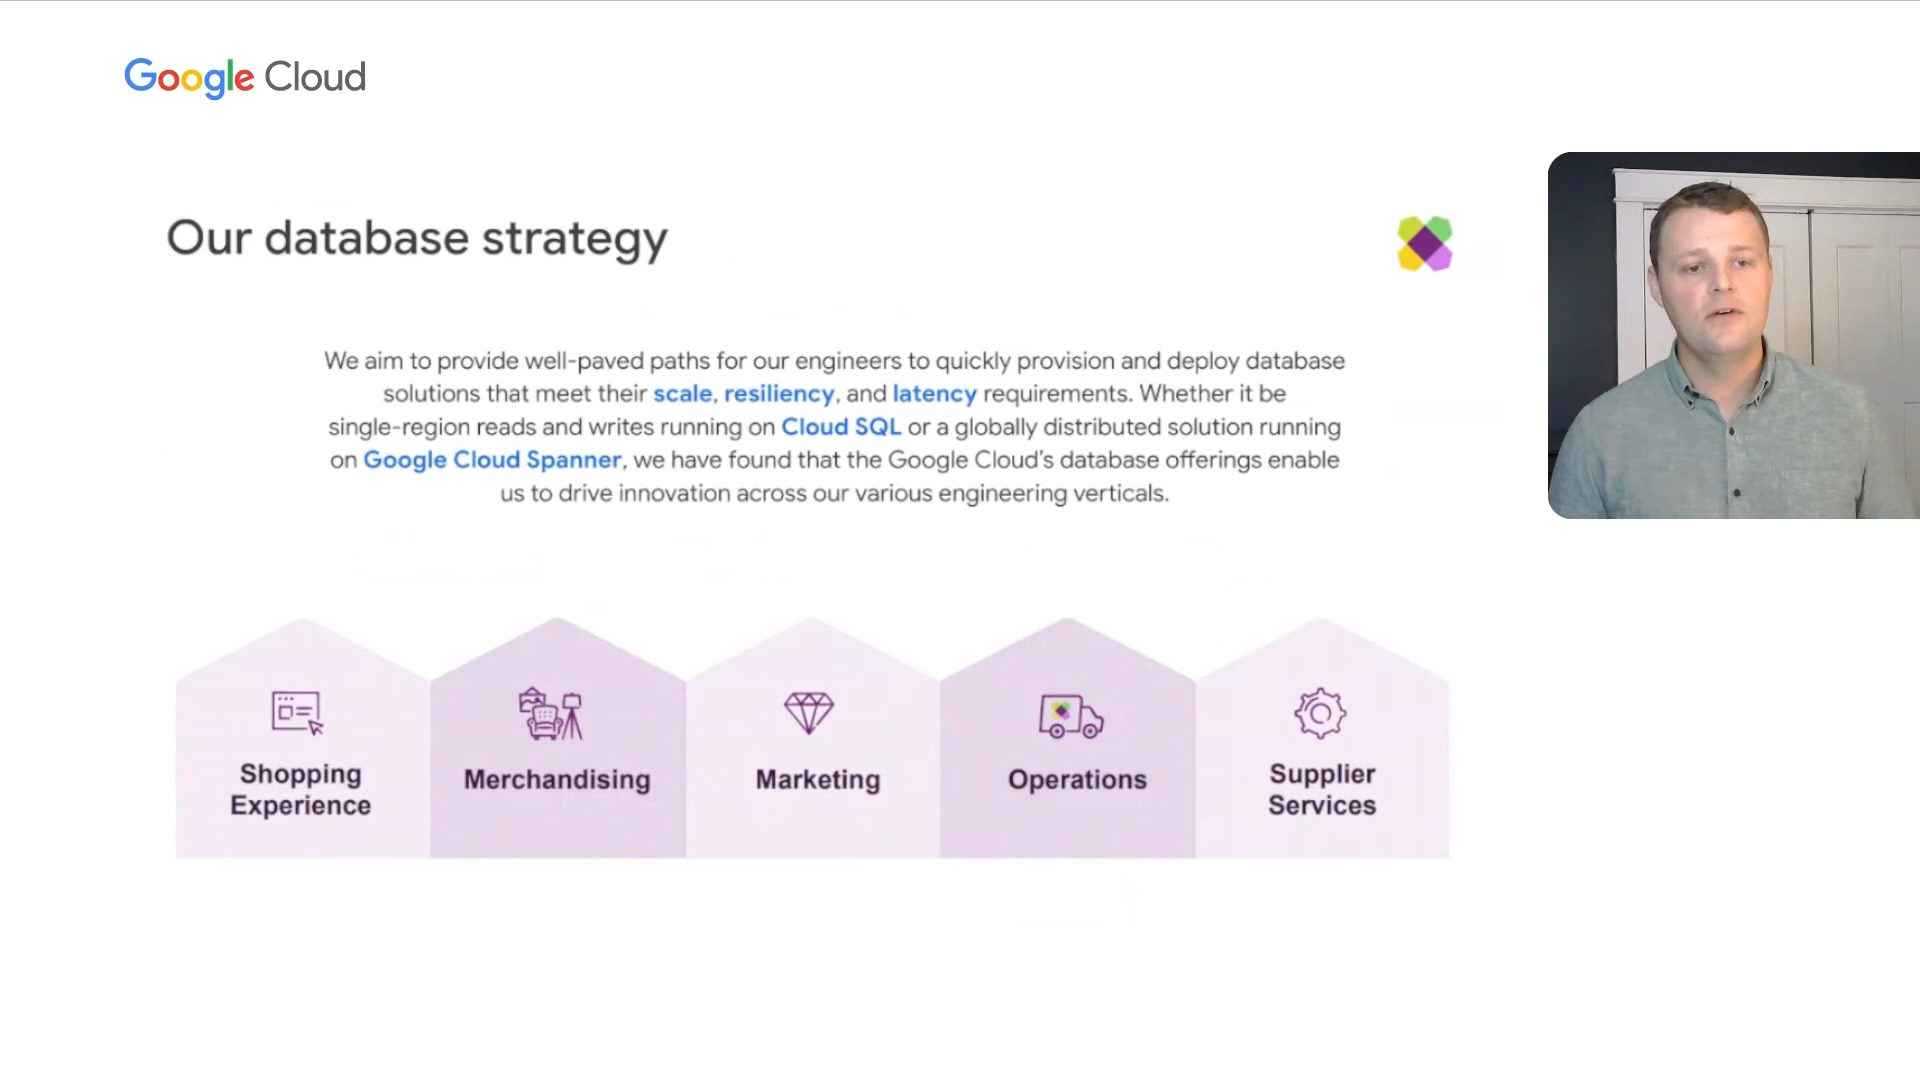 Google Cloud
Our database strategy
We aim to provide well-paved paths for our engineers to quickly provision and deploy database
solutions that meet their scale, resiliency, and latency requirements. Whether it be
single-region reads and writes running on Cloud SQL or a globally distributed solution running
on Google Cloud Spanner, we have found that the Google Cloud's database offerings enable
us to drive innovation across our various engineering verticals.
Shopping
Experience
Merchandising
Marketing
Operations
Supplier
Services